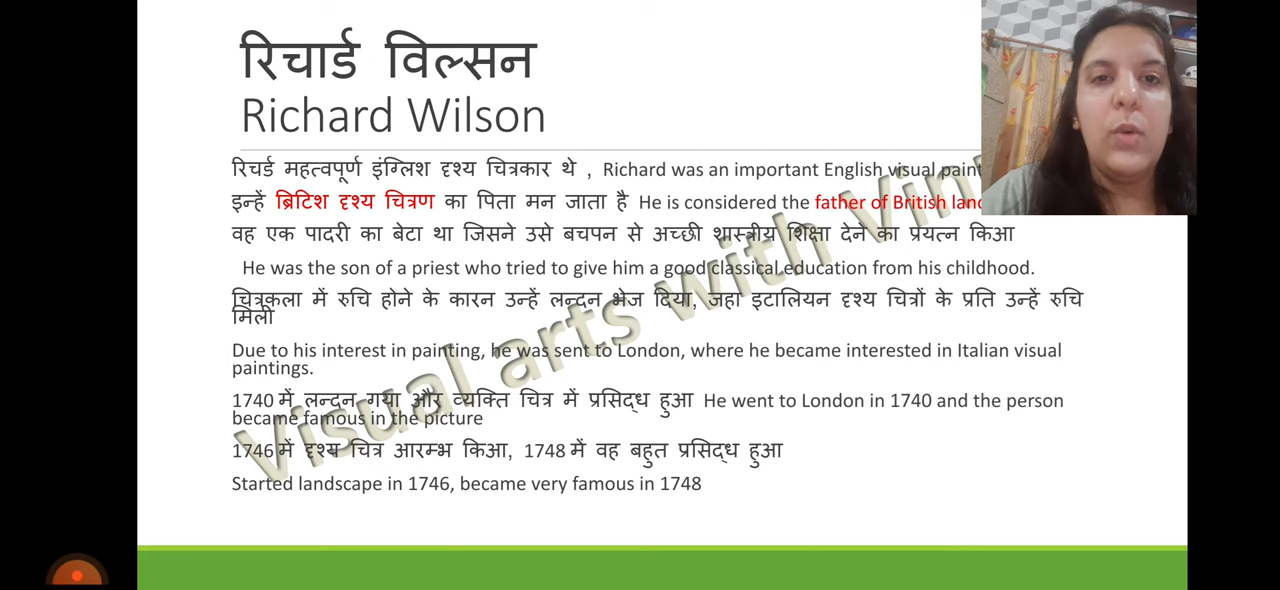 रिचार्ड विल्सन
Richard Wilson
रिचर्ड महत्वपूर्ण इंग्लिश दृश्य चित्रकार थे , Richard was an important English visual
इन्हें ब्रिटिश दृश्य चित्रण का पिता मन जाता है He is considered the father of British
वह एक पादरी का बेटा था जिसने उसे बचपन से अच्छी शास्त्रीय शिक्षा देने का प्रयत्न किआ
He was the son of a priest who tried to give him a good classical education from his childhood.
चित्रकला में रुचि होने के कारन उन्हें लन्दन भेज दिया, जहा इटालियन दृश्य चित्रों के प्रति उन्हें रुचि
मिली
Due to his interest in painting, he was sent to London, where he became interested in Italian visual
paintings.
1740 में लन्दन गया और व्यक्ति चित्र में प्रसिद्ध हुआ He went to London in 1740 and the person
became famous in the picture
1746 में दृश्य चित्र आरम्भ किआ, 1748 में वह बहुत प्रसिद्ध हुआ
Started landscape in 1746, became very famous in 1748
Visual arts with